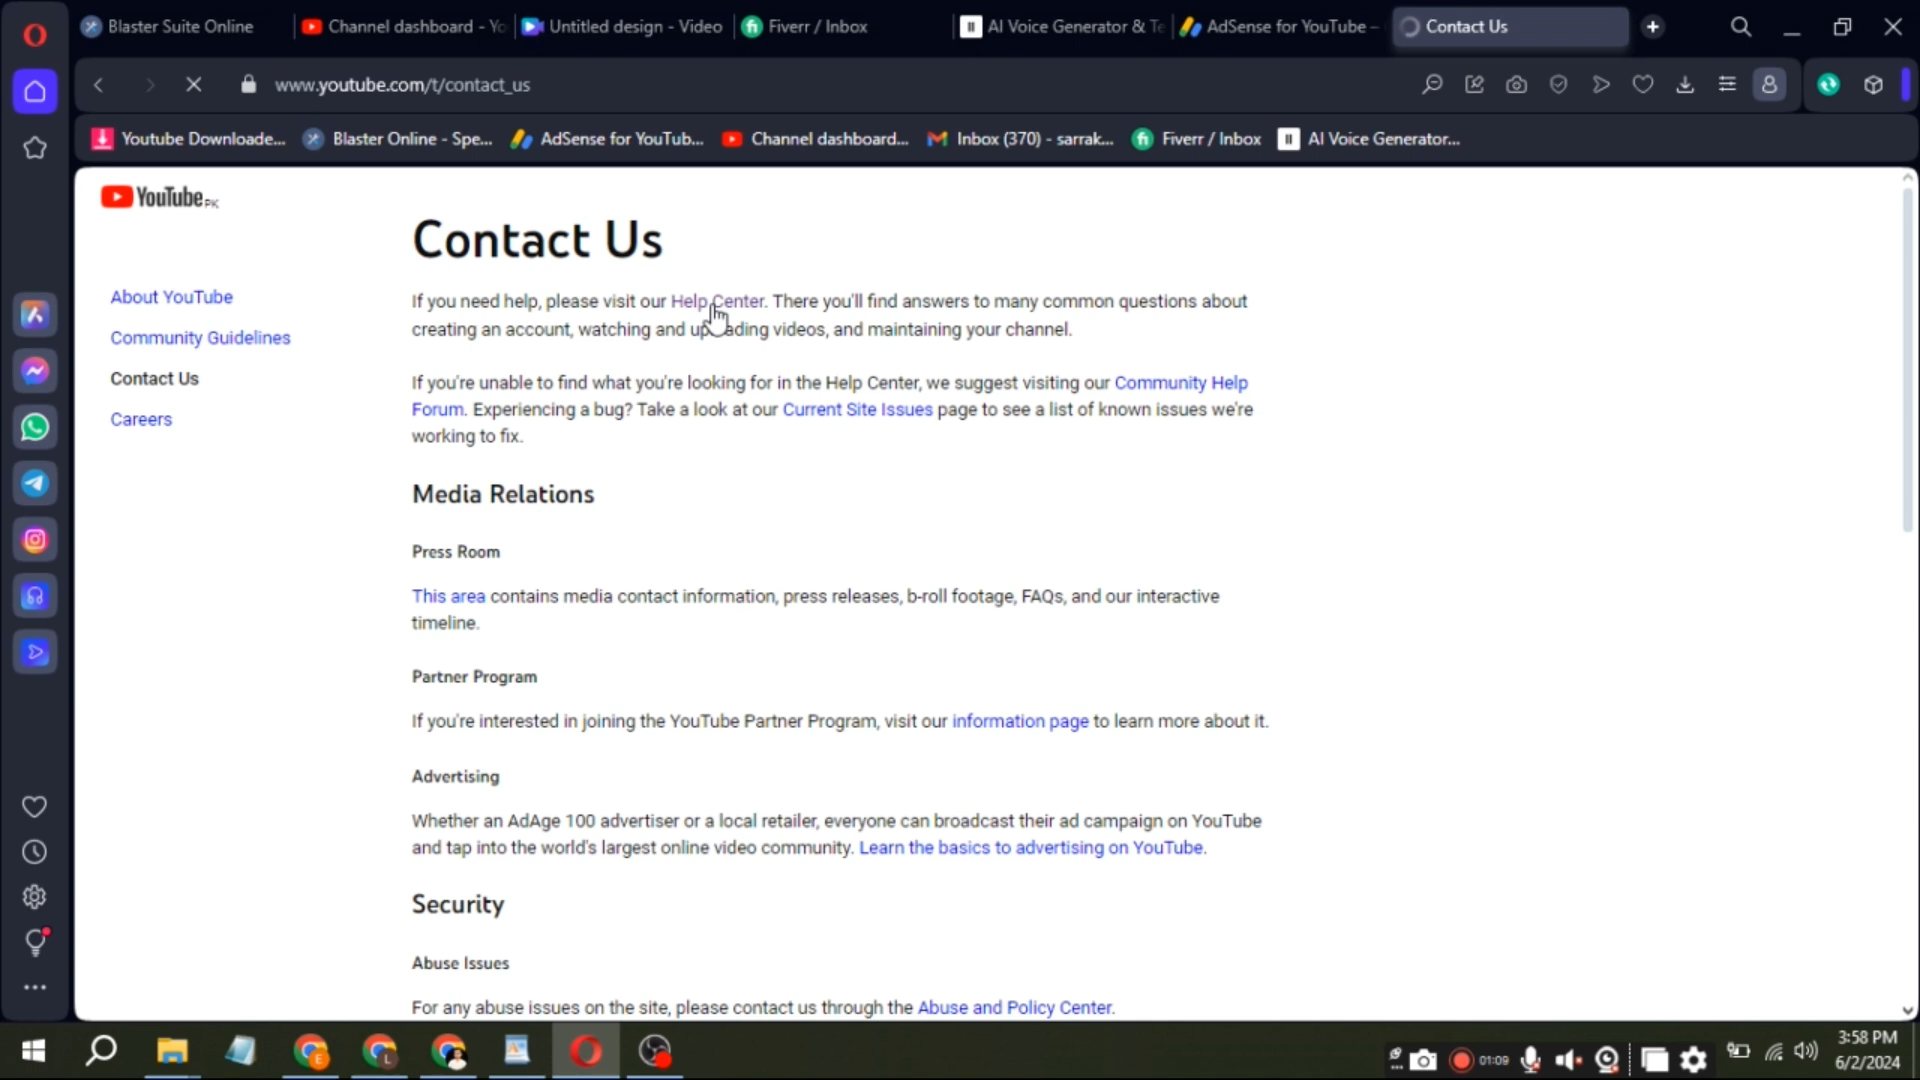 Blaster Suite Online
Channel dashboard - Yo
Untitled design - Video
Fiverr / Inbox
AI Voice Generator & Te
AdSense for YouTube –
Contact Us
www.youtube.com/t/contact_us
Youtube Downloade...
Blaster Online - Spe...
AdSense for YouTub...
Channel dashboard...
Inbox (370) - sarrak...
Fiverr / Inbox
AI Voice Generator...
YouTube PK
Contact Us
About YouTube
Community Guidelines
Contact Us
Careers
If you need help, please visit our Help Center. There you'll find answers to many common questions about
creating an account, watching and uploading videos, and maintaining your channel.
If you're unable to find what you're looking for in the Help Center, we suggest visiting our Community Help
Forum. Experiencing a bug? Take a look at our Current Site Issues page to see a list of known issues we're
working to fix.
Media Relations
Press Room
This area contains media contact information, press releases, b-roll footage, FAQs, and our interactive
timeline.
Partner Program
If you're interested in joining the YouTube Partner Program, visit our information page to learn more about it.
Advertising
Whether an AdAge 100 advertiser or a local retailer, everyone can broadcast their ad campaign on YouTube
and tap into the world's largest online video community. Learn the basics to advertising on YouTube.
Security
Abuse Issues
For any abuse issues on the site, please contact us through the Abuse and Policy Center.
E
L
01:09
3:58 PM
6/2/2024